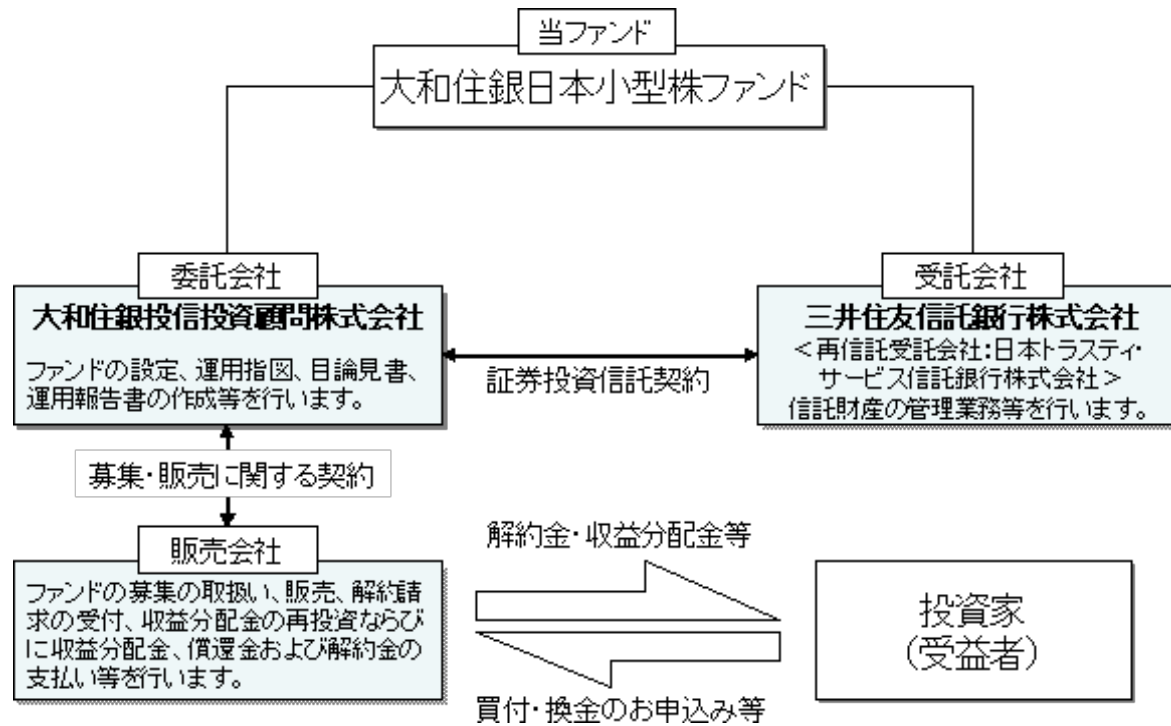 当ファンド
大和住銀日本小型株ファンド
委託会社
大和住銀投信投資顧問株式会社
ファンドの設定、運用指図、目論見書、
運用報告書の作成等を行います。
証券投資信託契約
受託会社
三井住友信託銀行株式会社
＜再信託受託会社:日本トラスティ・
サービス信託銀行株式会社＞
信託財産の管理業務等を行います。
募集・販売に関する契約
販売会社
ファンドの募集の取扱い、販売、解約請
求の受付、収益分配金の再投資ならび
に収益分配金、償還金および解約金の
支払い等を行います。
解約金・収益分配金等
買付・換金のお申込み等
投資家
(受益者)